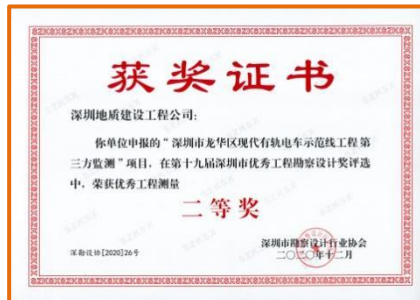 获奖证书
深圳地质建设工程公司：
你单位申报的“深圳市龙华区现代有轨电车示范线工程第
三方监测”项目，在第十九届深圳市优秀工程勘察设计奖评选
中，荣获优秀工程测量
二等奖
深圳市勘察设计行业协会
深勘设协[2020]26号
二〇二〇年十二月